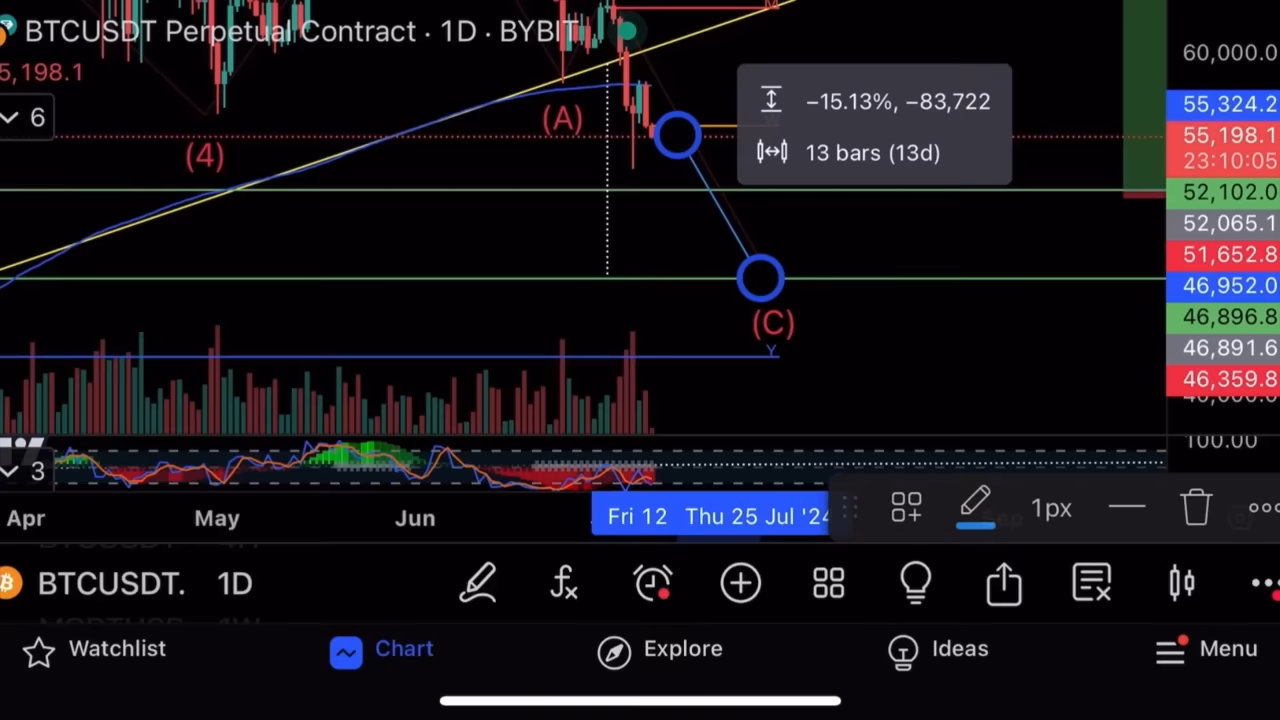 BTCUSDT Perpetual Contract · 1D · BYBIT
5,198.1
6
(4)
(A)
−15.13%, −83,722
13 bars (13d)
(C)
Y
60,000.0
55,324.2
55,198.1
23:10:05
52,102.0
52,065.1
51,652.8
46,952.0
46,896.8
46,891.6
46,359.8
100.00
3
Apr May Jun Fri 12 Thu 25 Jul '24
1px
BTCUSDT. 1D
Watchlist Chart Explore Ideas Menu